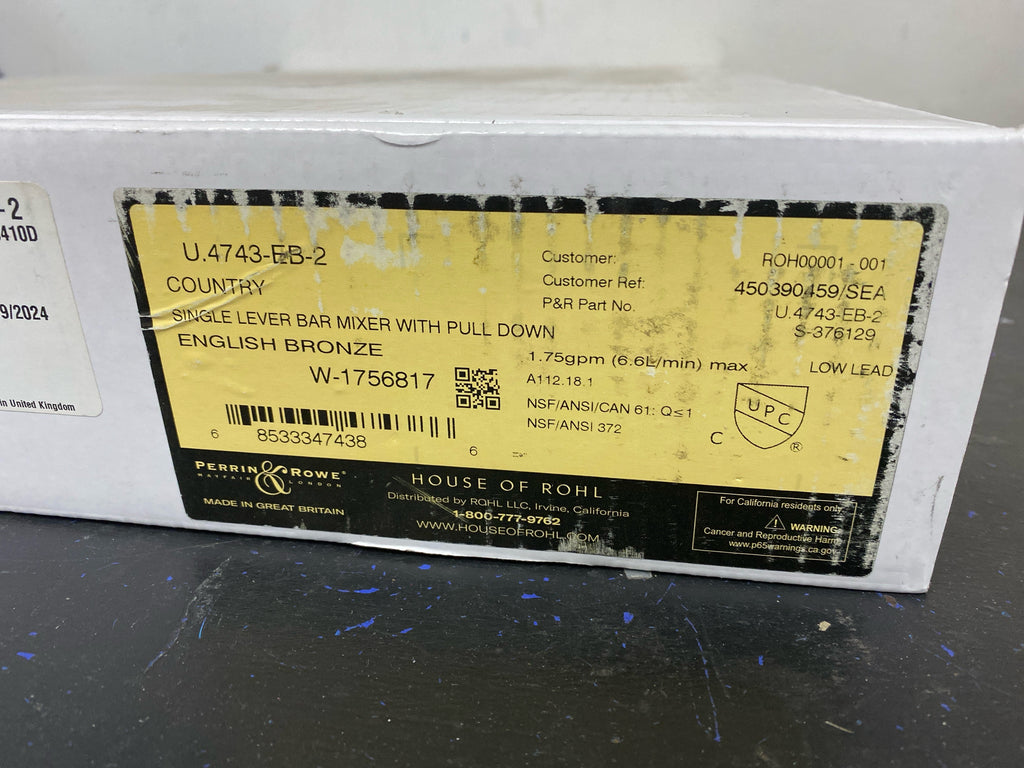 -2
410D
9/2024
in United Kingdom
U.4743-EB-2
COUNTRY
SINGLE LEVER BAR MIXER WITH PULL DOWN
ENGLISH BRONZE
W-1756817
6 8533347438 6
Customer: ROH00001 - 001
Customer Ref: 450390459/SEA
P&R Part No. U.4743-EB-2
S-376129
1.75gpm (6.6L/min) max LOW LEAD
A112.18.1
NSF/ANSI/CAN 61: Q≤1
NSF/ANSI 372
C UPC ®
PERRIN & ROWE®
MAYFAIR LONDON
MADE IN GREAT BRITAIN
HOUSE OF ROHL
Distributed by ROHL LLC, Irvine, California
1-800-777-9762
WWW.HOUSEOFROHL.COM
For California residents only.
⚠ WARNING:
Cancer and Reproductive Harm
www.p65warnings.ca.gov